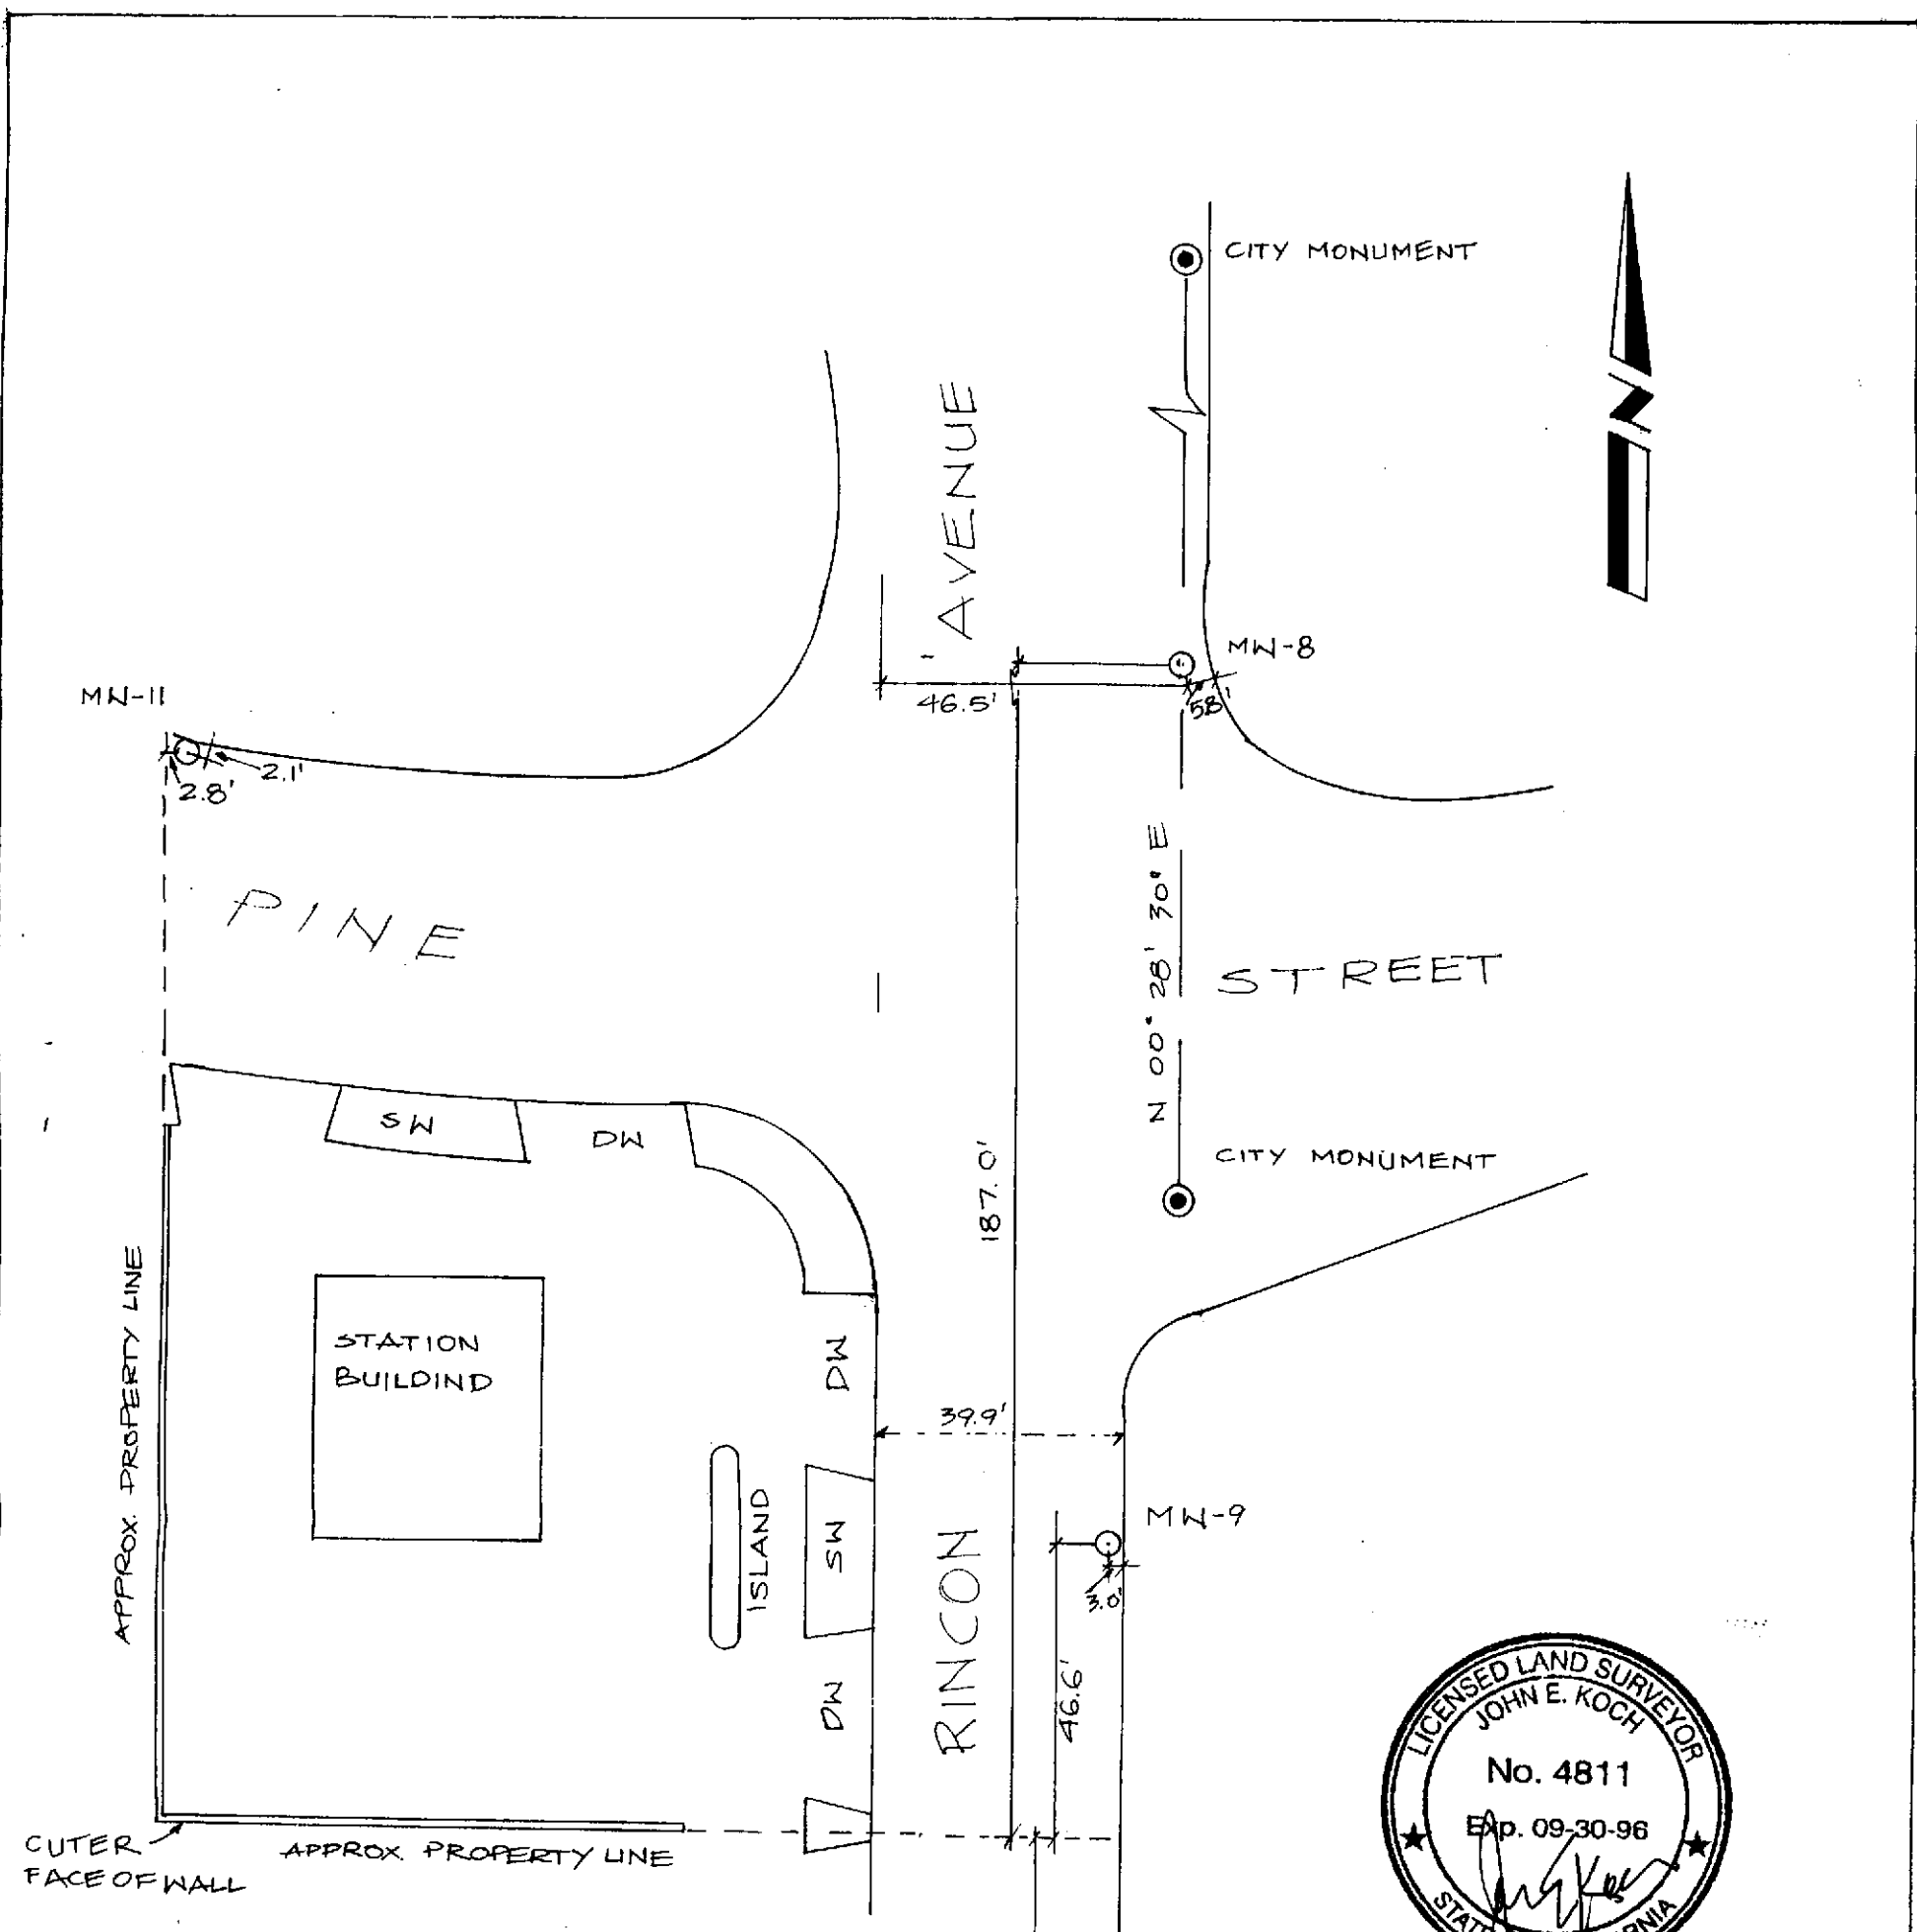 CITY MONUMENT
N
AVENUE
MW-8
46.5'
5.8'
MW-11
2.1'
2.8'
PINE
N 00° 28' 30" E
STREET
SW
DW
CITY MONUMENT
187.0'
APPROX. PROPERTY LINE
STATION
BUILDIND
DW
39.9'
ISLAND
SW
RINCON
MW-9
3.0'
46.6'
DW
CUTER
FACE OF WALL
APPROX. PROPERTY LINE
LICENSED LAND SURVEYOR
JOHN E. KOCH
No. 4811
Exp. 09-30-96